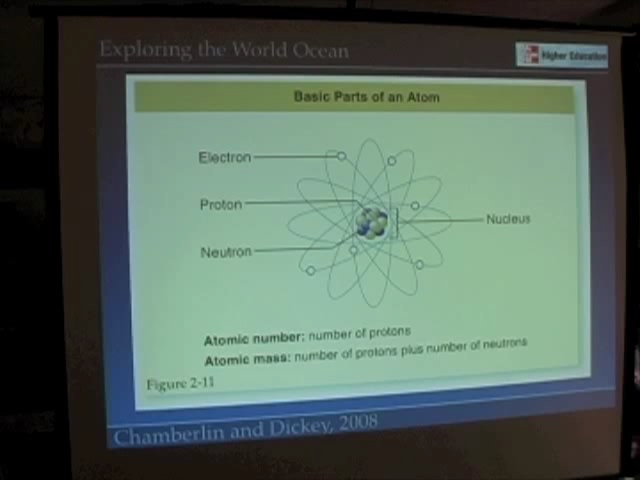 Exploring the World Ocean
Higher Education
Basic Parts of an Atom
Electron
Proton
Nucleus
Neutron
Atomic number: number of protons
Atomic mass: number of protons plus number of neutrons
Figure 2-11
Chamberlin and Dickey, 2008